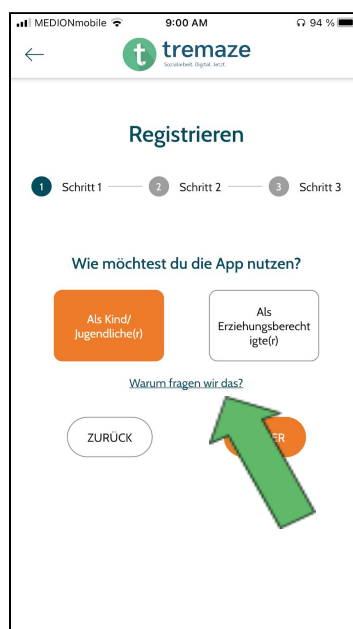 MEDIONmobile 9:00 AM 94 %
t tremaze
Sozialarbeit. Digital. Jetzt.
Registrieren
1 Schritt 1 2 Schritt 2 3 Schritt 3
Wie möchtest du die App nutzen?
Als Kind/
Jugendliche(r)
Als
Erziehungsberecht
igte(r)
Warum fragen wir das?
ZURÜCK